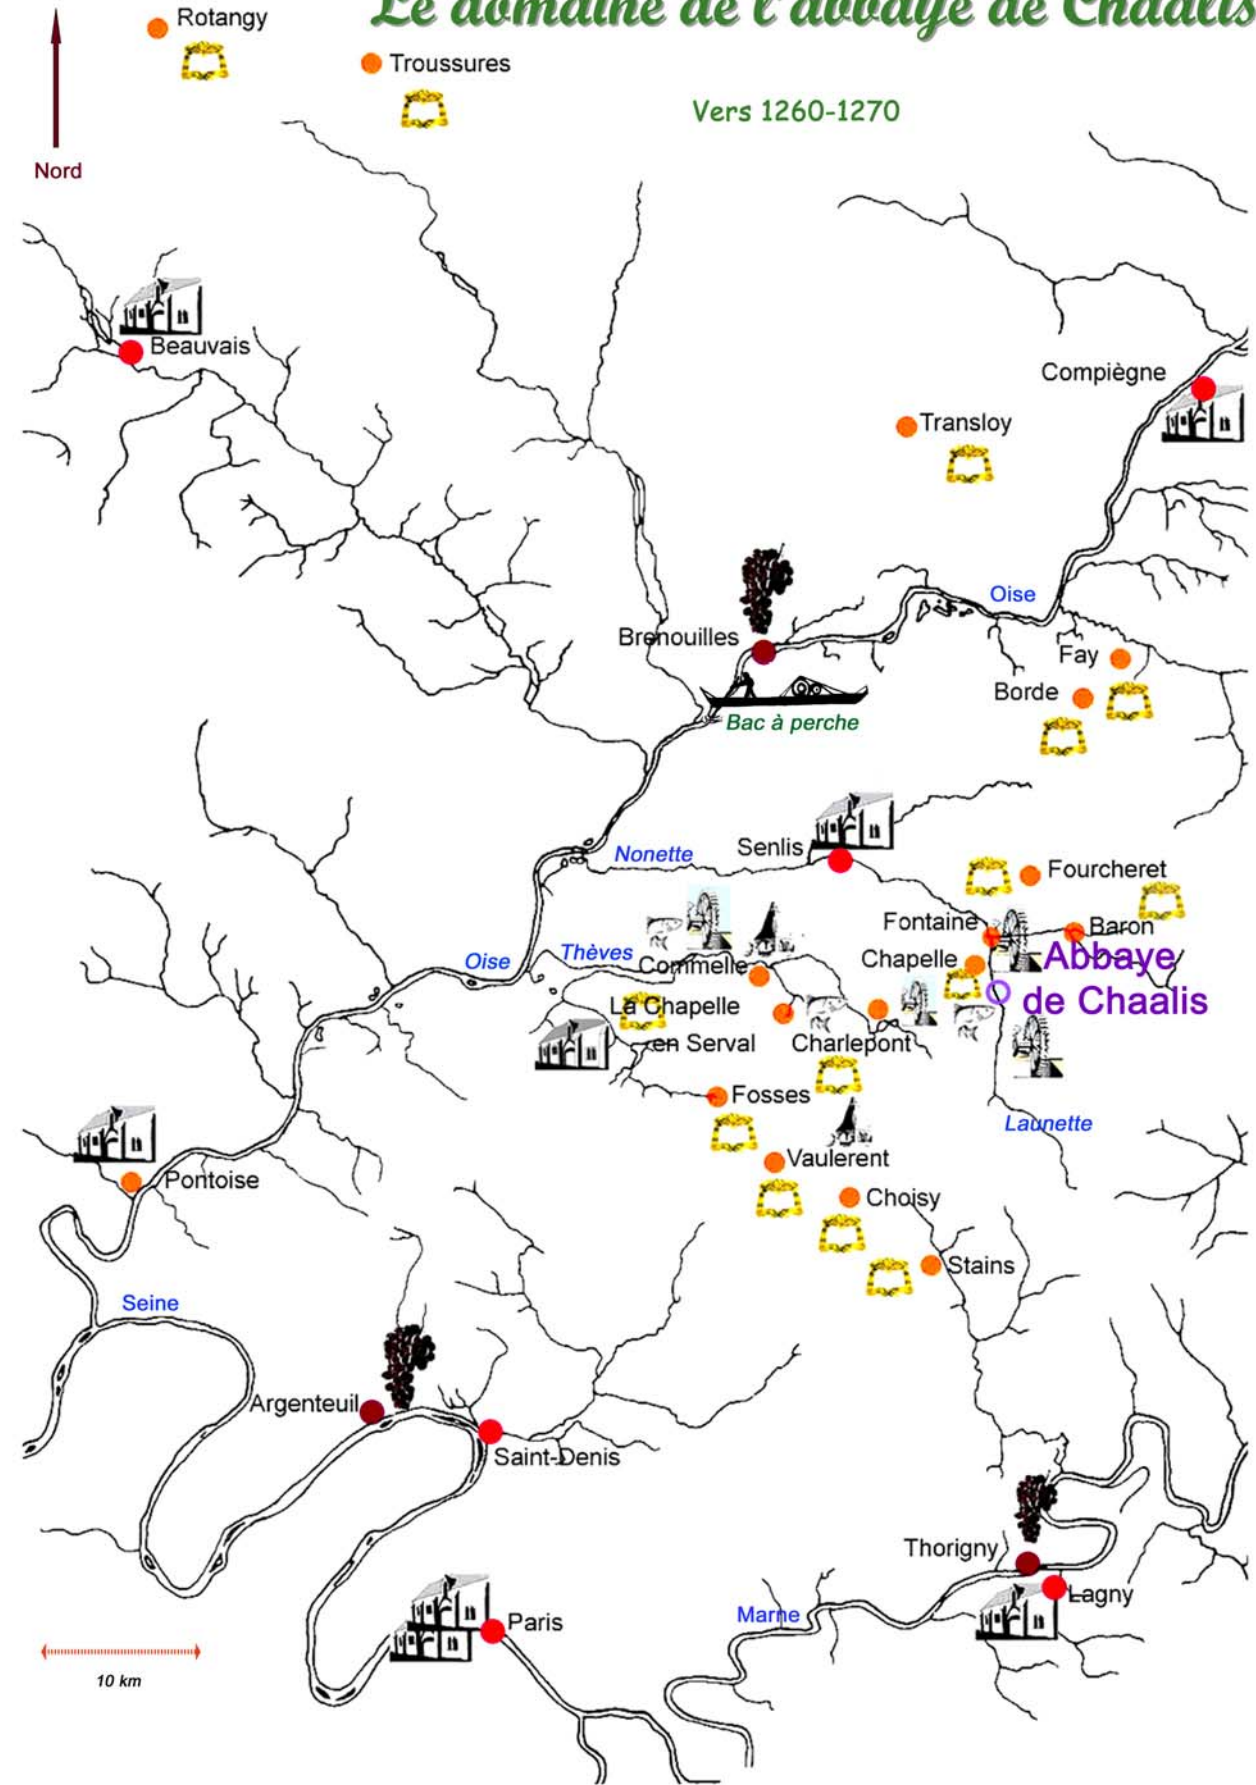 Le domaine de l'abbaye de Chaalis
Rotangy
Troussures
Vers 1260-1270
Nord
Beauvais
Compiègne
Transloy
Oise
Brenouilles
Fay
Borde
Bac à perche
Nonette
Senlis
Fourcheret
Fontaine
Baron
Thèves
Oise
Commelle
Chapelle
Abbaye
de Chaalis
La Chapelle
en Serval
Charlepont
Fosses
Launette
Vaulerent
Pontoise
Choisy
Stains
Seine
Argenteuil
Saint-Denis
Thorigny
Lagny
Marne
Paris
10 km